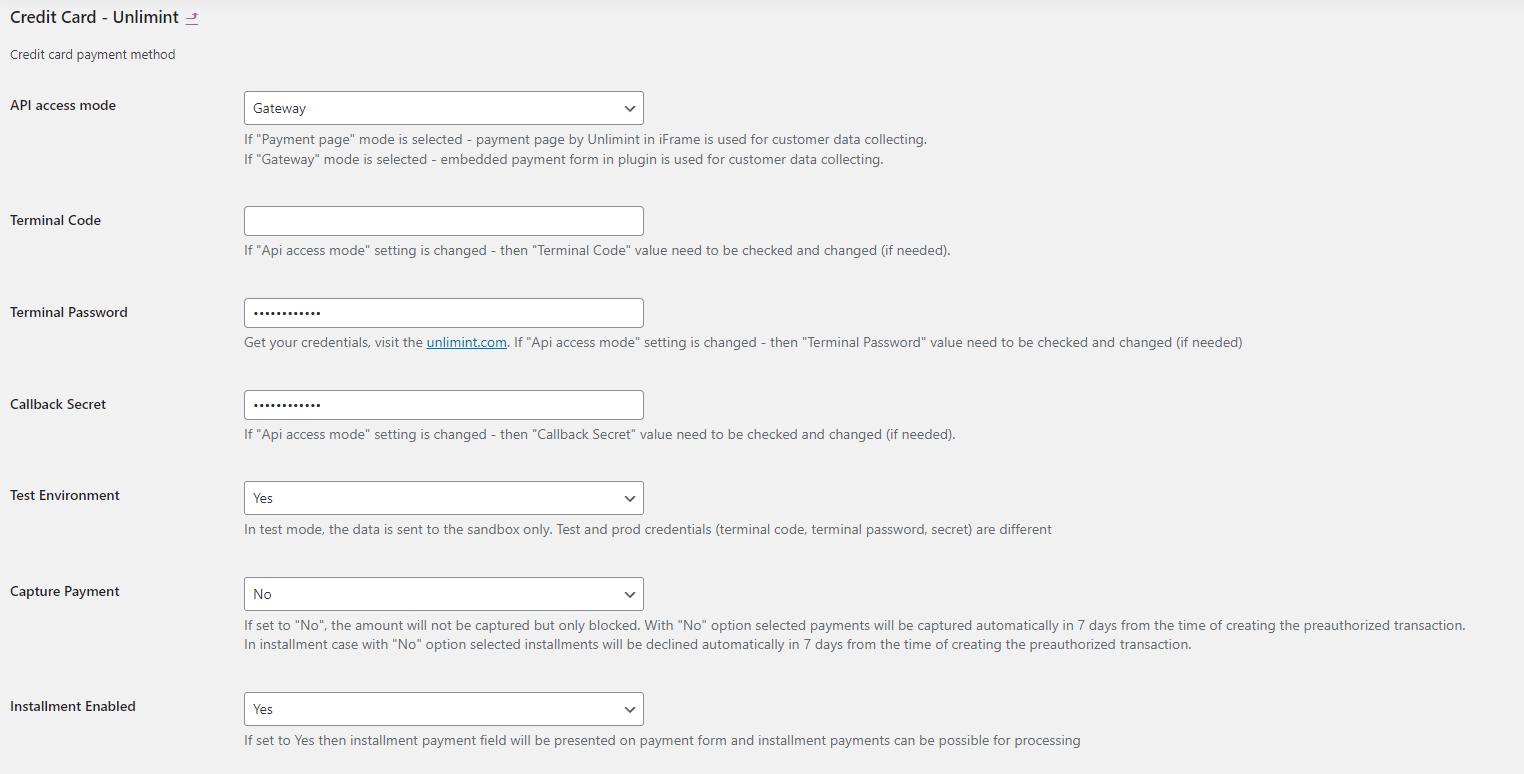 Credit Card - Unlimint
Credit card payment method
API access mode
Gateway
If "Payment page" mode is selected - payment page by Unlimint in iFrame is used for customer data collecting.
If "Gateway" mode is selected - embedded payment form in plugin is used for customer data collecting.
Terminal Code
If "Api access mode" setting is changed - then "Terminal Code" value need to be checked and changed (if needed).
Terminal Password
••••••••••••
Get your credentials, visit the unlimint.com. If "Api access mode" setting is changed - then "Terminal Password" value need to be checked and changed (if needed)
Callback Secret
••••••••••••
If "Api access mode" setting is changed - then "Callback Secret" value need to be checked and changed (if needed).
Test Environment
Yes
In test mode, the data is sent to the sandbox only. Test and prod credentials (terminal code, terminal password, secret) are different
Capture Payment
No
If set to "No", the amount will not be captured but only blocked. With "No" option selected payments will be captured automatically in 7 days from the time of creating the preauthorized transaction.
In installment case with "No" option selected installments will be declined automatically in 7 days from the time of creating the preauthorized transaction.
Installment Enabled
Yes
If set to Yes then installment payment field will be presented on payment form and installment payments can be possible for processing